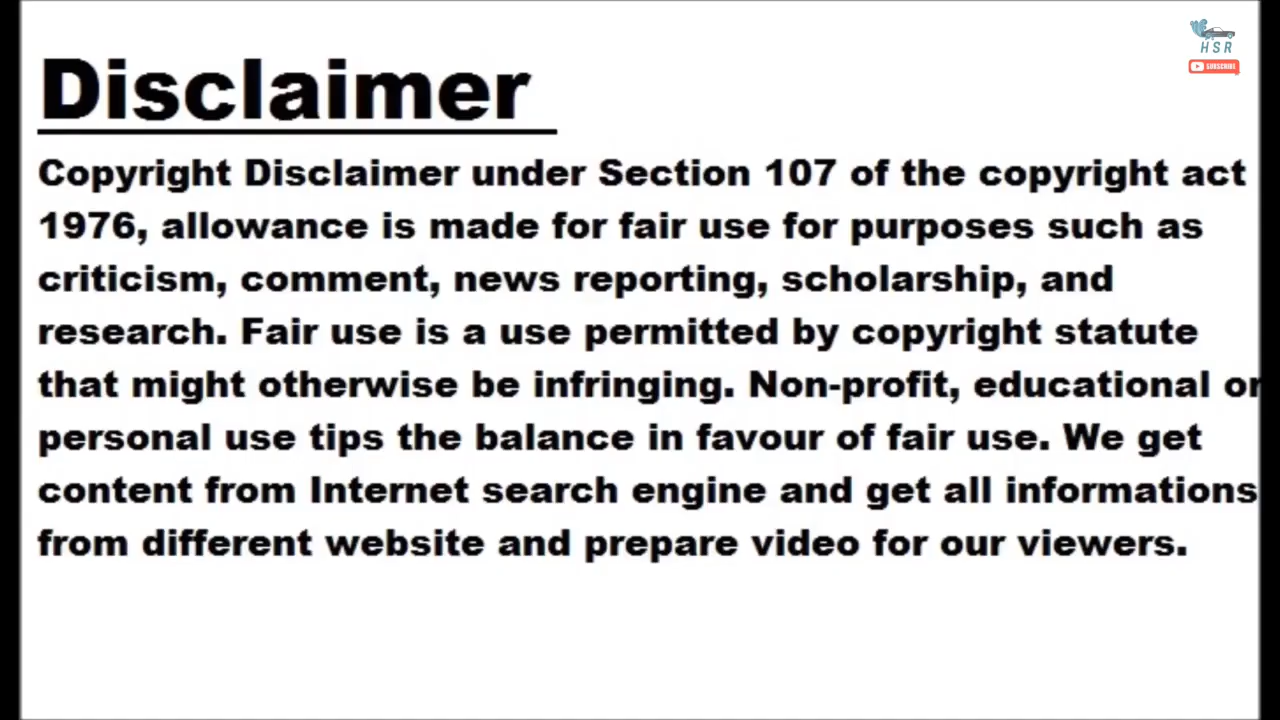 HSR
SUBSCRIBE
Disclaimer
Copyright Disclaimer under Section 107 of the copyright act
1976, allowance is made for fair use for purposes such as
criticism, comment, news reporting, scholarship, and
research. Fair use is a use permitted by copyright statute
that might otherwise be infringing. Non-profit, educational or
personal use tips the balance in favour of fair use. We get
content from Internet search engine and get all informations
from different website and prepare video for our viewers.